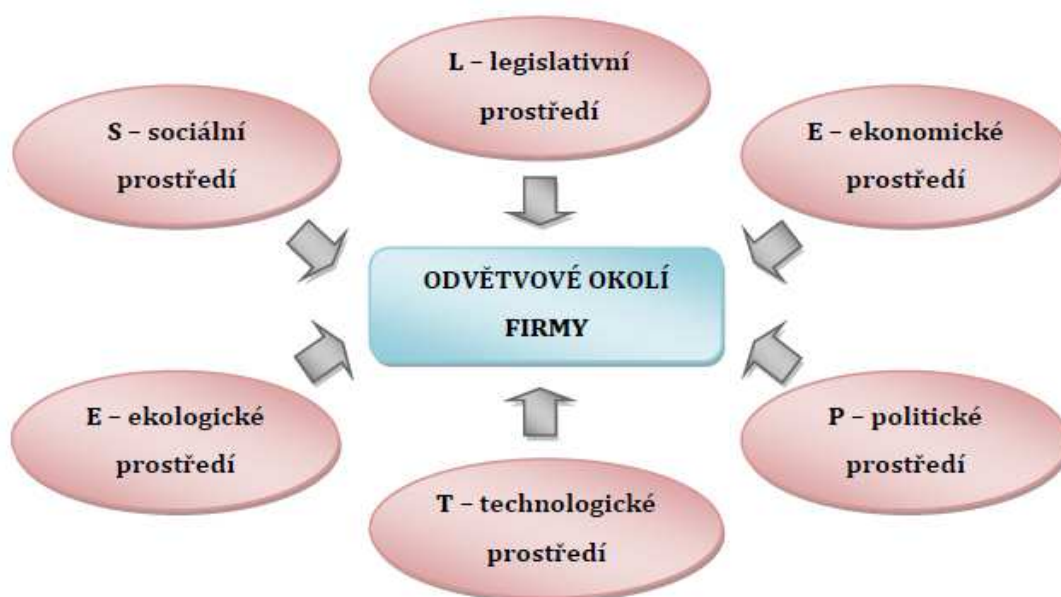 L – legislativní
prostředí
S – sociální
prostředí
E – ekonomické
prostředí
ODVĚTVOVÉ OKOLÍ
FIRMY
E – ekologické
prostředí
P – politické
prostředí
T – technologické
prostředí